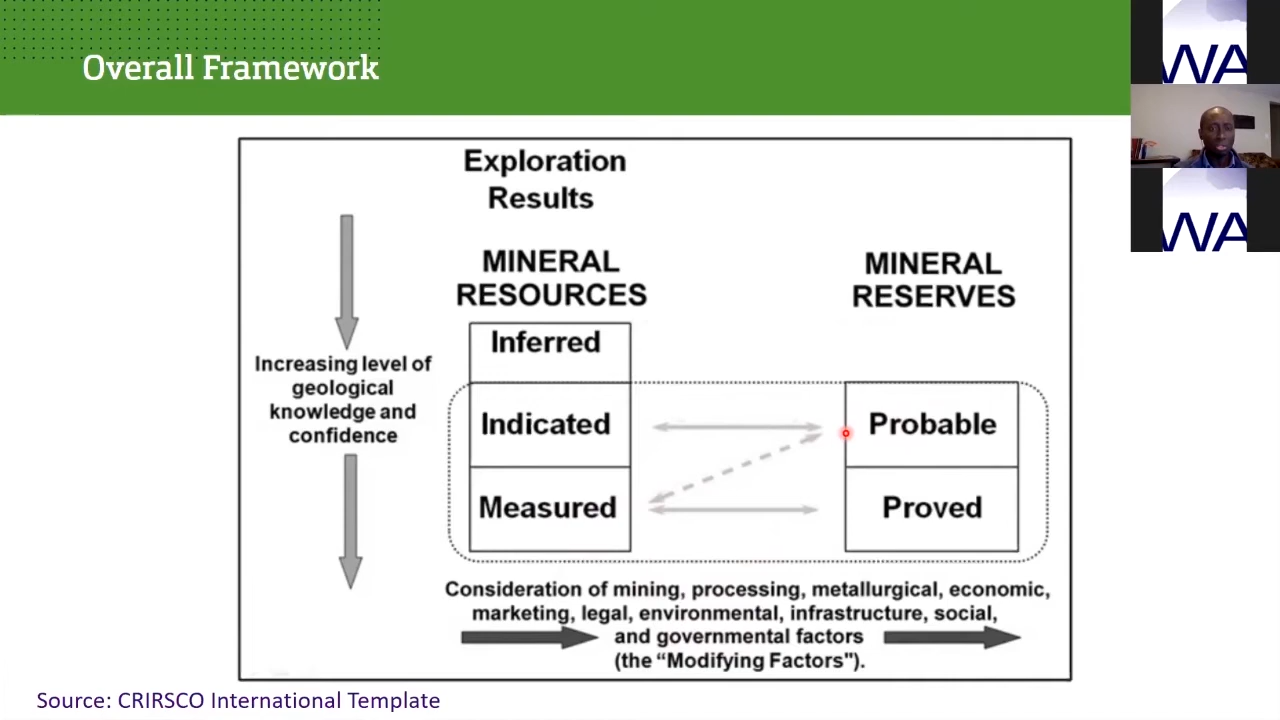 Overall Framework
WA
WA
Exploration
Results
MINERAL
RESOURCES
MINERAL
RESERVES
Inferred
Indicated
Measured
Probable
Proved
Increasing level of
geological
knowledge and
confidence
Consideration of mining, processing, metallurgical, economic,
marketing, legal, environmental, infrastructure, social,
and governmental factors
(the “Modifying Factors").
Source: CRIRSCO International Template